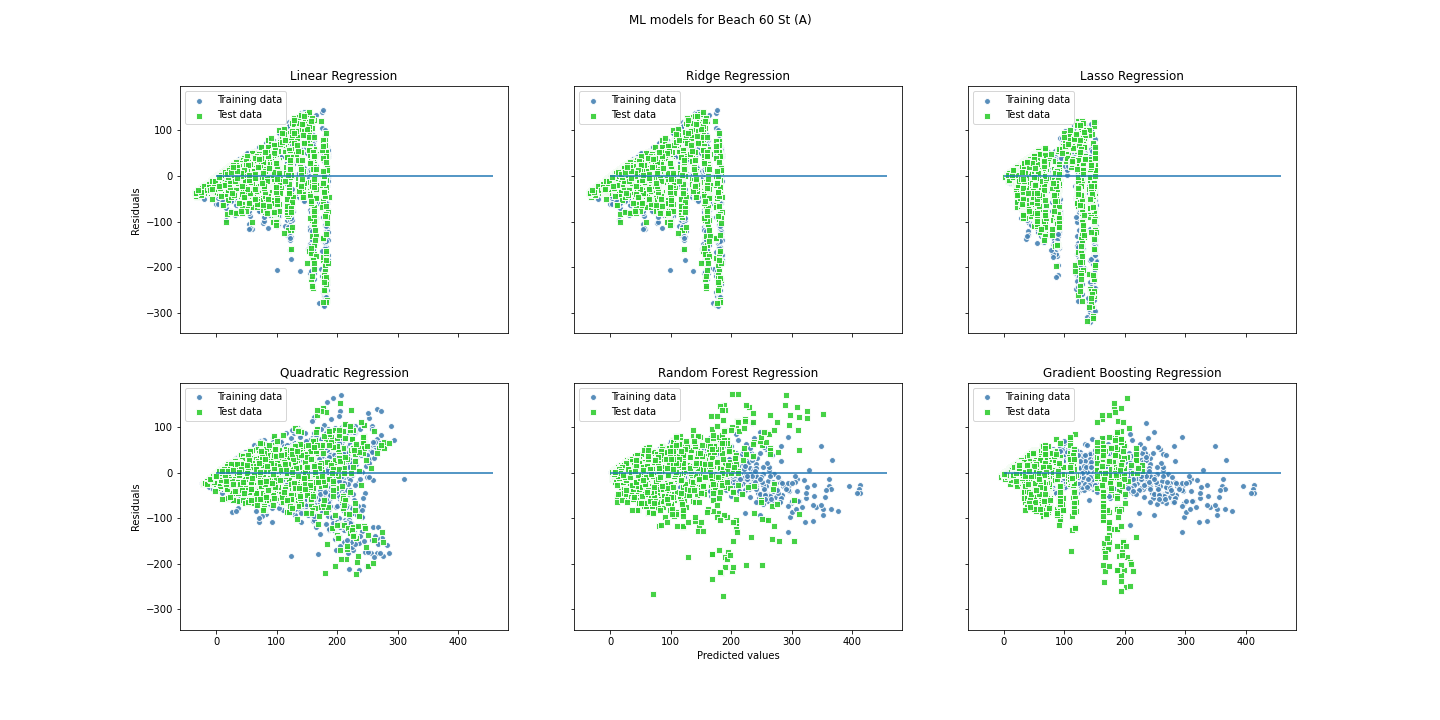 ML models for Beach 60 St (A)
Linear Regression
Training data
Test data
100
0
−100
−200
−300
Residuals
Ridge Regression
Training data
Test data
Lasso Regression
Training data
Test data
Quadratic Regression
Training data
Test data
100
0
−100
−200
−300
Residuals
0 100 200 300 400
Random Forest Regression
Training data
Test data
0 100 200 300 400
Predicted values
Gradient Boosting Regression
Training data
Test data
0 100 200 300 400